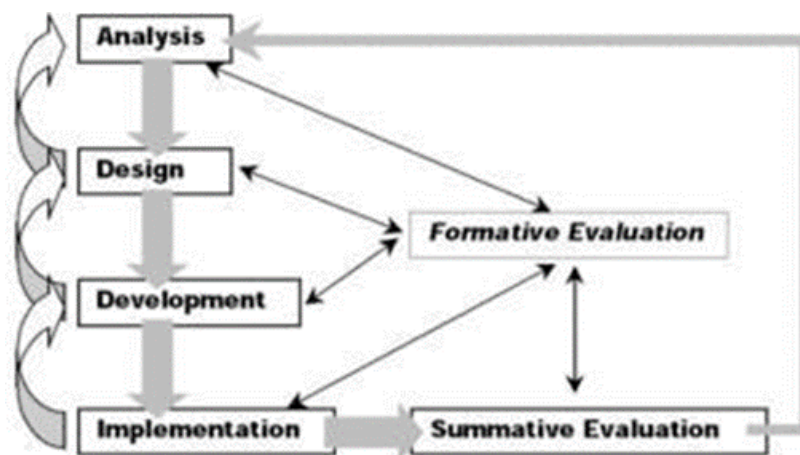 Analysis
Design
Formative Evaluation
Development
Implementation
Summative Evaluation